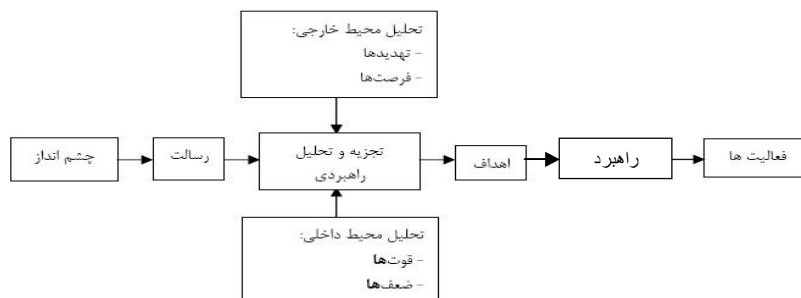 تحلیل محیط خارجی:
- تهدیدها
- فرصت‌ها
چشم انداز
رسالت
تجزیه و تحلیل
راهبردی
اهداف
راهبرد
فعالیت ها
تحلیل محیط داخلی:
- قوت‌ها
- ضعف‌ها